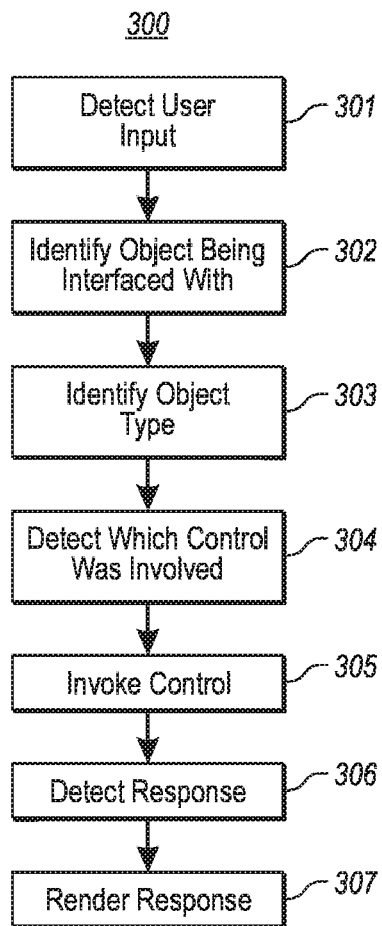 300
Detect User
Input
301
Identify Object Being
Interfaced With
302
Identify Object
Type
303
Detect Which Control
Was Involved
304
Invoke Control
305
Detect Response
306
Render Response
307